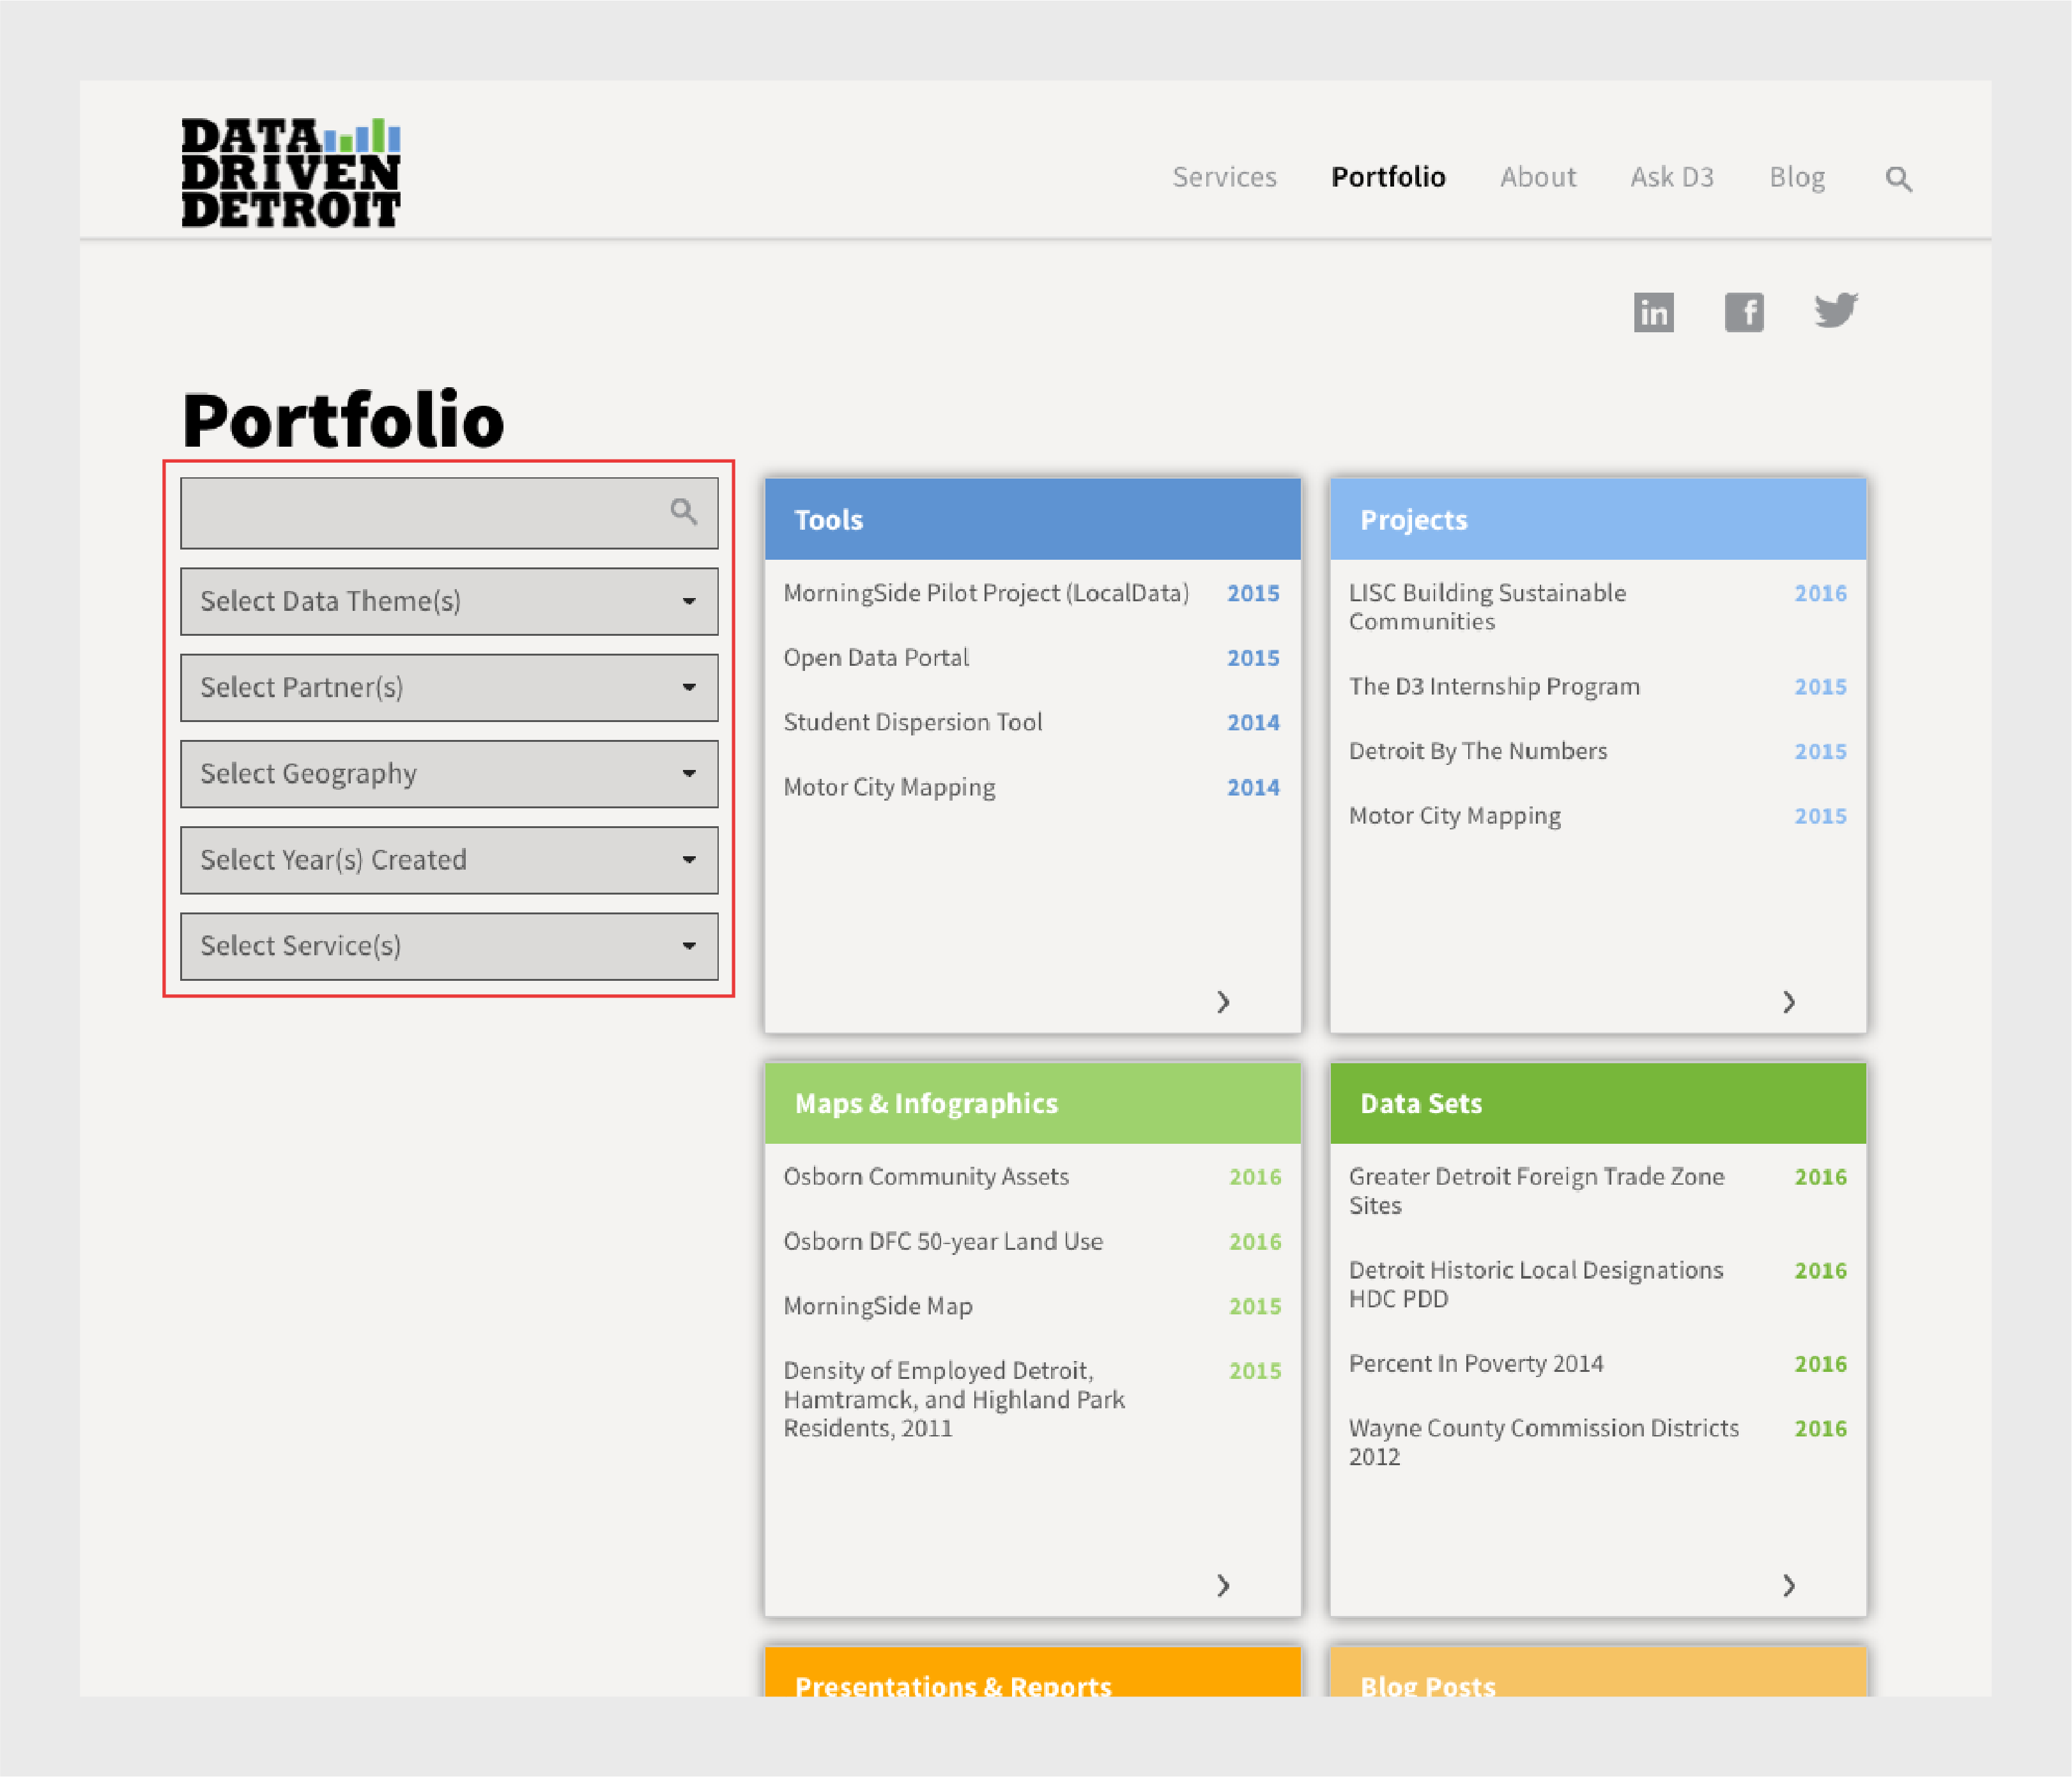 DATA
DRIVEN
DETROIT
Services Portfolio About Ask D3 Blog
in f
Portfolio
Select Data Theme(s)
Select Partner(s)
Select Geography
Select Year(s) Created
Select Service(s)
Tools
MorningSide Pilot Project (LocalData) 2015
Open Data Portal 2015
Student Dispersion Tool 2014
Motor City Mapping 2014
Projects
LISC Building Sustainable 2016
Communities
The D3 Internship Program 2015
Detroit By The Numbers 2015
Motor City Mapping 2015
Maps & Infographics
Osborn Community Assets 2016
Osborn DFC 50-year Land Use 2016
MorningSide Map 2015
Density of Employed Detroit, 2015
Hamtramck, and Highland Park
Residents, 2011
Data Sets
Greater Detroit Foreign Trade Zone 2016
Sites
Detroit Historic Local Designations 2016
HDC PDD
Percent In Poverty 2014 2016
Wayne County Commission Districts 2016
2012
Presentations & Reports
Blog Posts